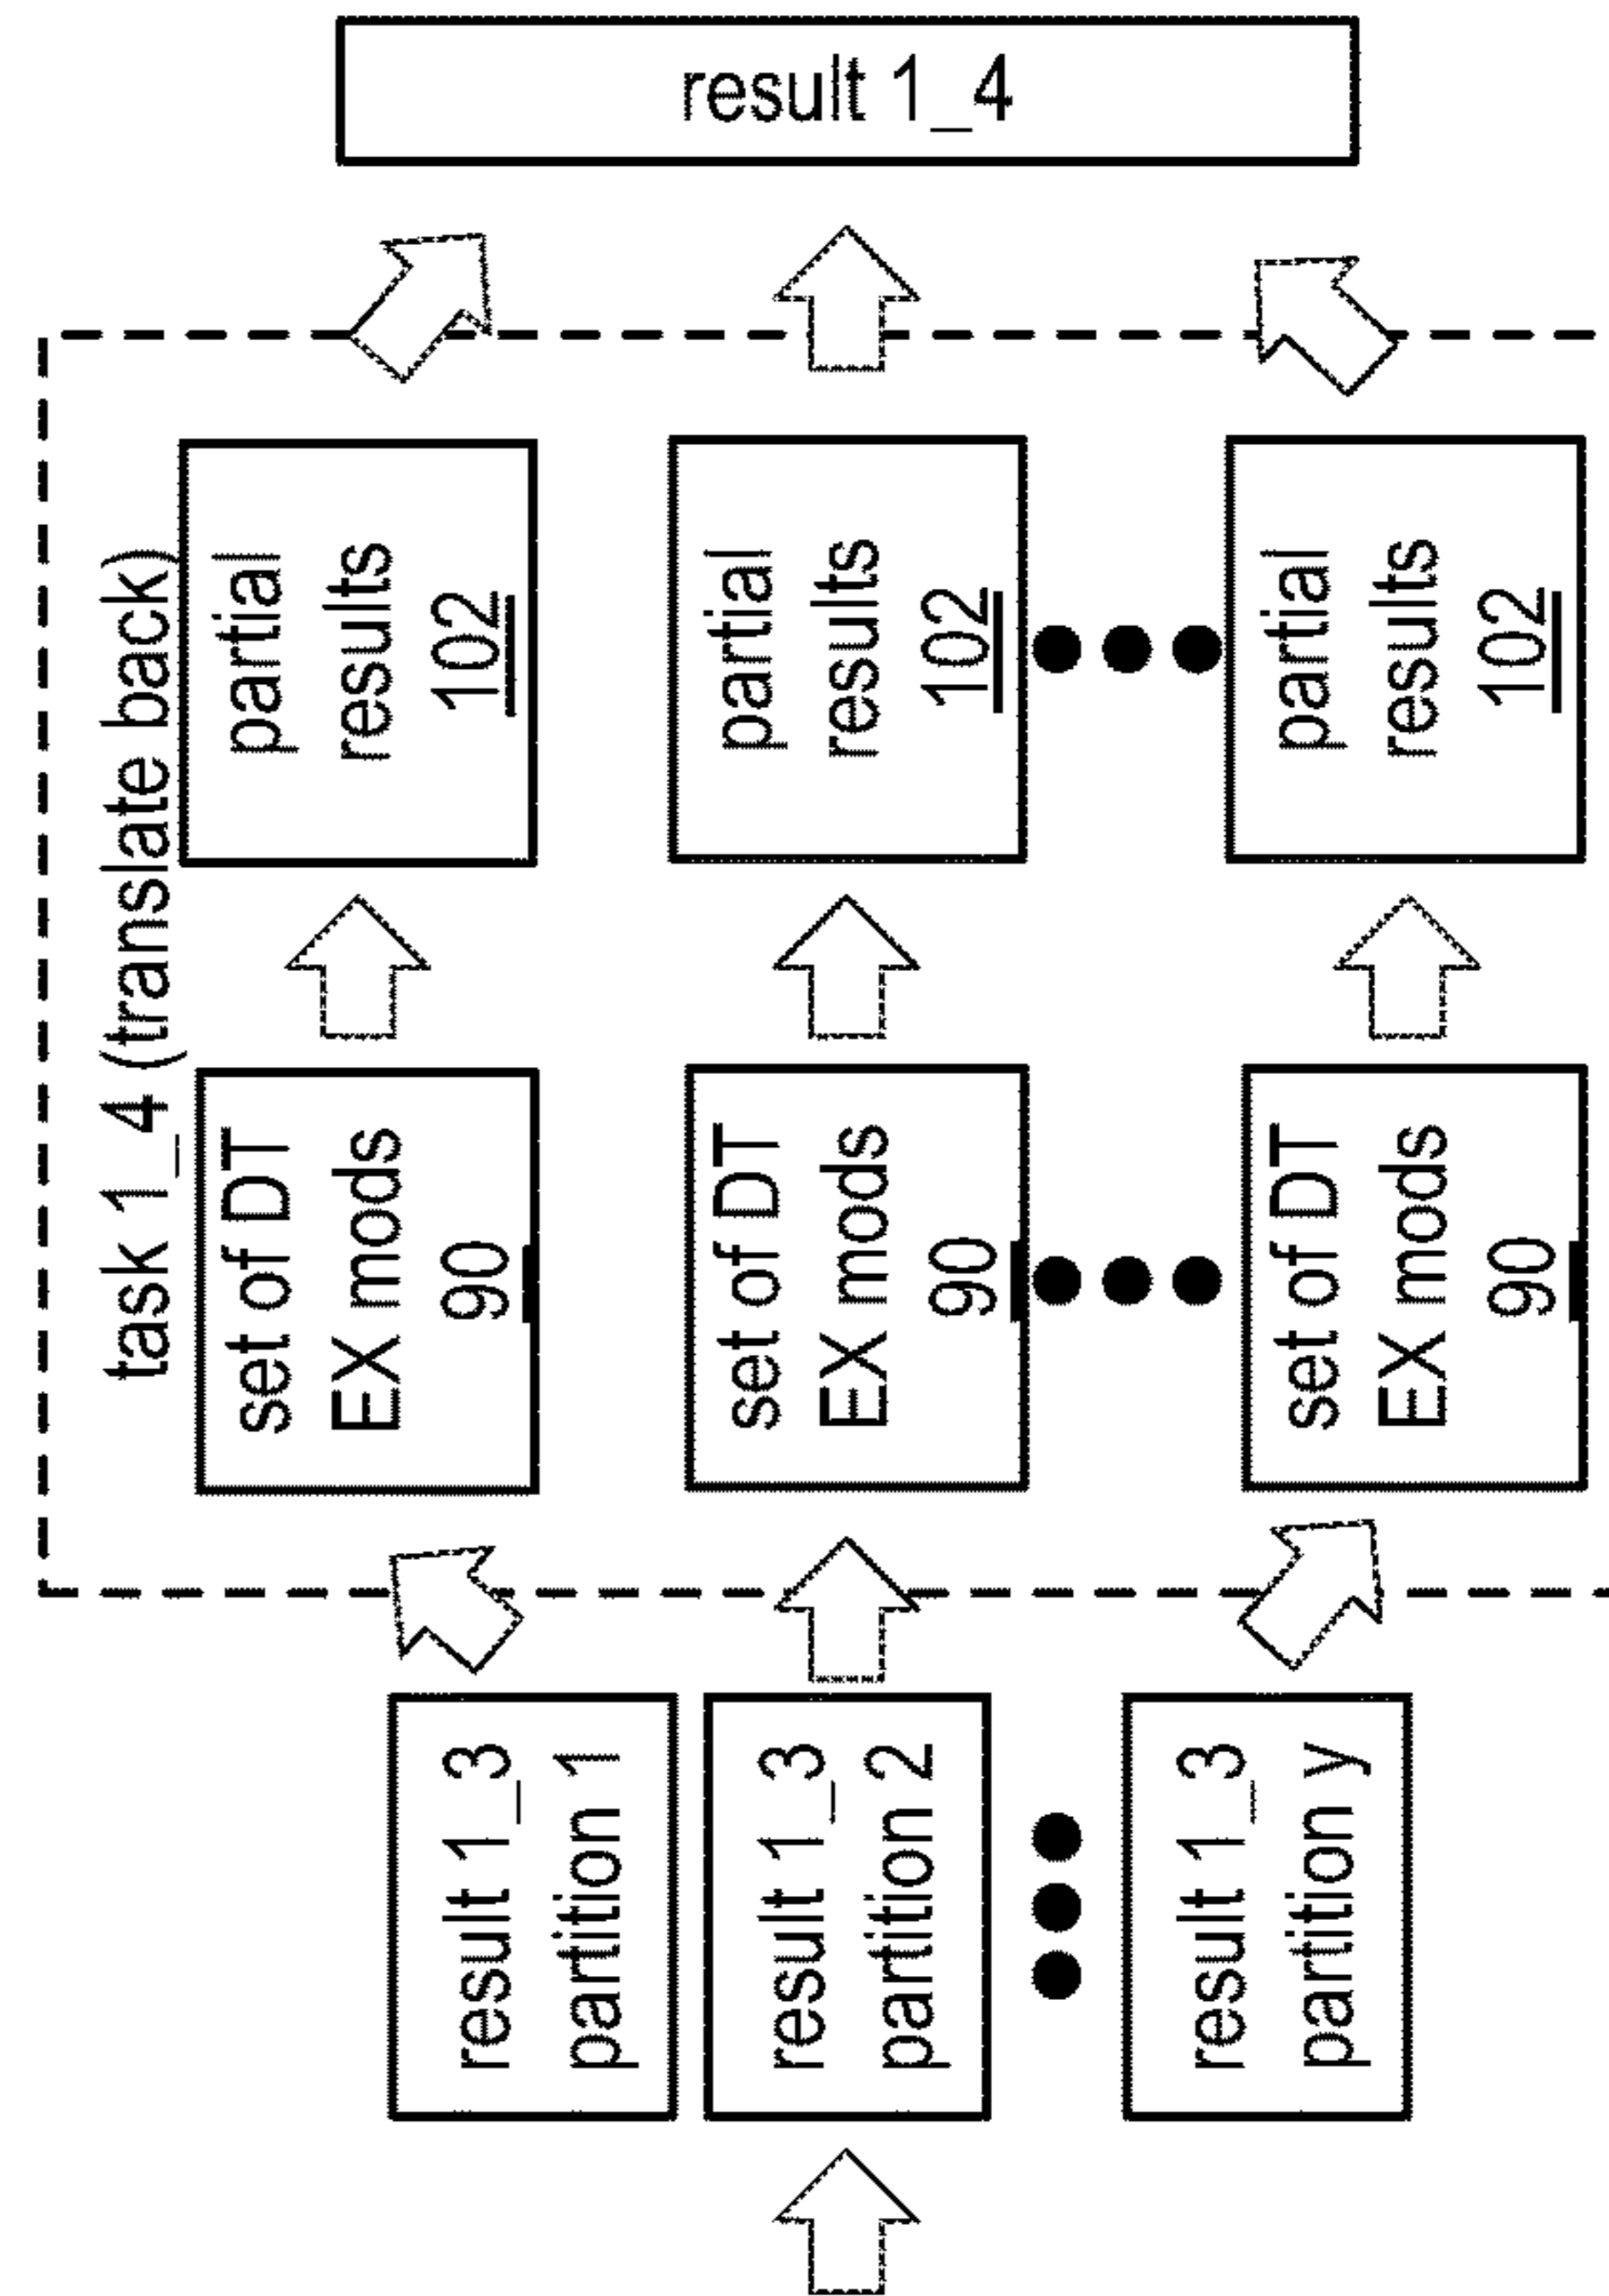 result 1_4
task 1_4 (translate back)
partial
results
102
partial
results
102
partial
results
102
set of DT
EX mods
90
set of DT
EX mods
90
set of DT
EX mods
90
result 1_3
partition 1
result 1_3
partition 2
result 1_3
partition y